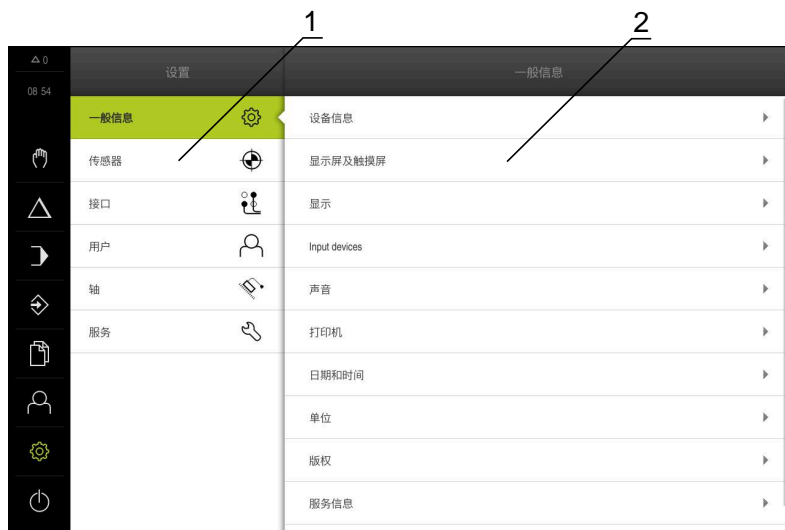 1
2
0
设置
一般信息
08 54
一般信息
设备信息
传感器
显示屏及触摸屏
接口
显示
用户
Input devices
轴
声音
服务
打印机
日期和时间
单位
版权
服务信息